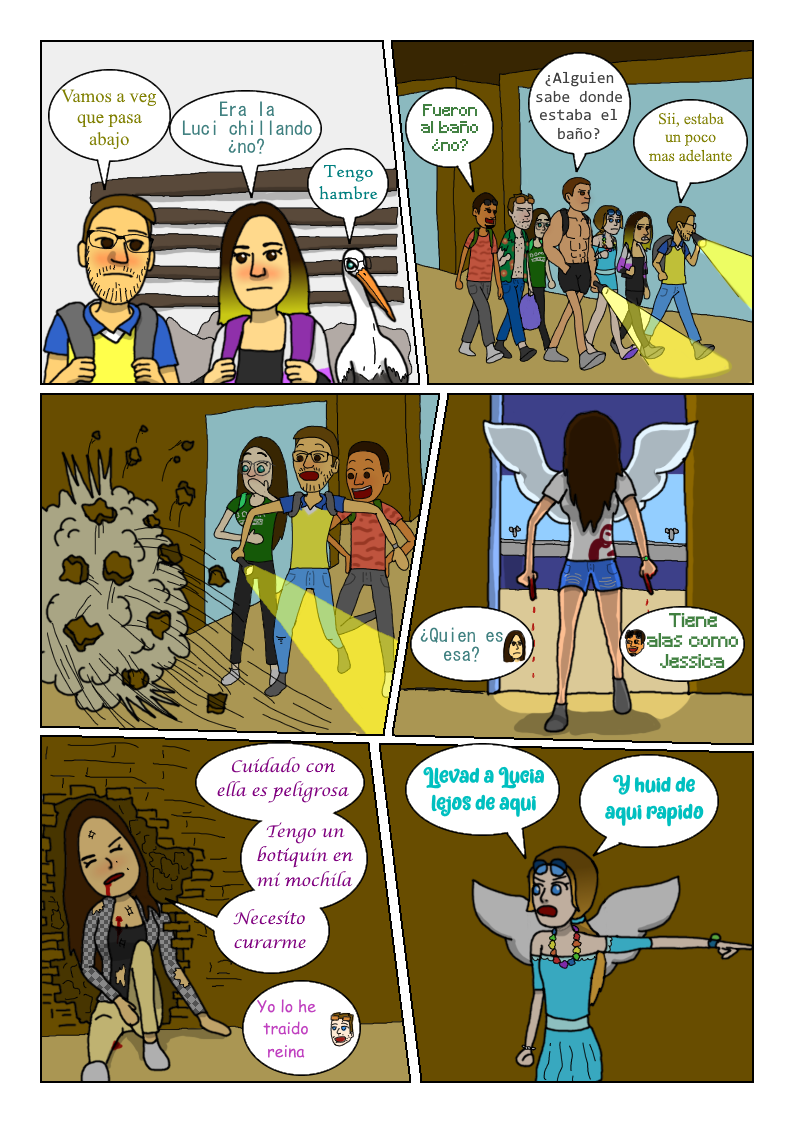 Vamos a veg
que pasa
abajo
Era la
Luci chillando
¿no?
Tengo
hambre
Fueron
al baño
¿no?
¿Alguien
sabe donde
estaba el
baño?
Sii, estaba
un poco
mas adelante
¿Quien es
esa?
Tiene
alas como
Jessica
Cuidado con
ella es peligrosa
Tengo un
botiquin en
mi mochila
Necesito
curarme
Yo lo he
traido
reina
Llevad a Lucia
lejos de aqui
Y huid de
aqui rapido